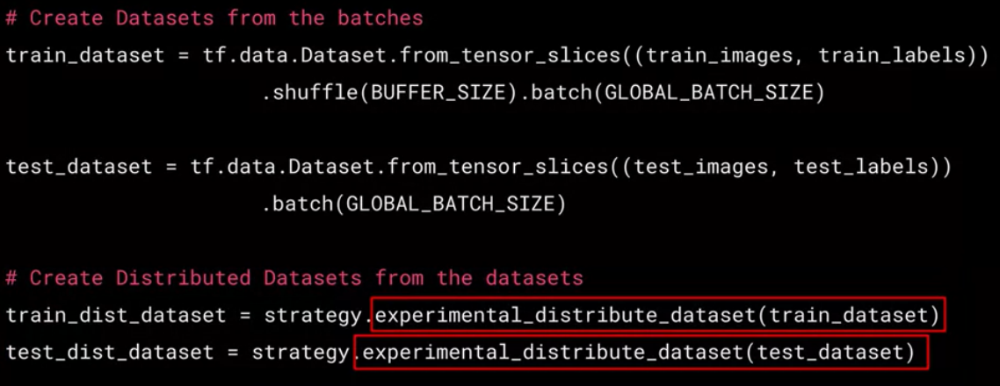 # Create Datasets from the batches
train_dataset = tf.data.Dataset.from_tensor_slices((train_images, train_labels))
.shuffle(BUFFER_SIZE).batch(GLOBAL_BATCH_SIZE)
test_dataset = tf.data.Dataset.from_tensor_slices((test_images, test_labels))
.batch(GLOBAL_BATCH_SIZE)
# Create Distributed Datasets from the datasets
train_dist_dataset = strategy.experimental_distribute_dataset(train_dataset)
test_dist_dataset = strategy.experimental_distribute_dataset(test_dataset)